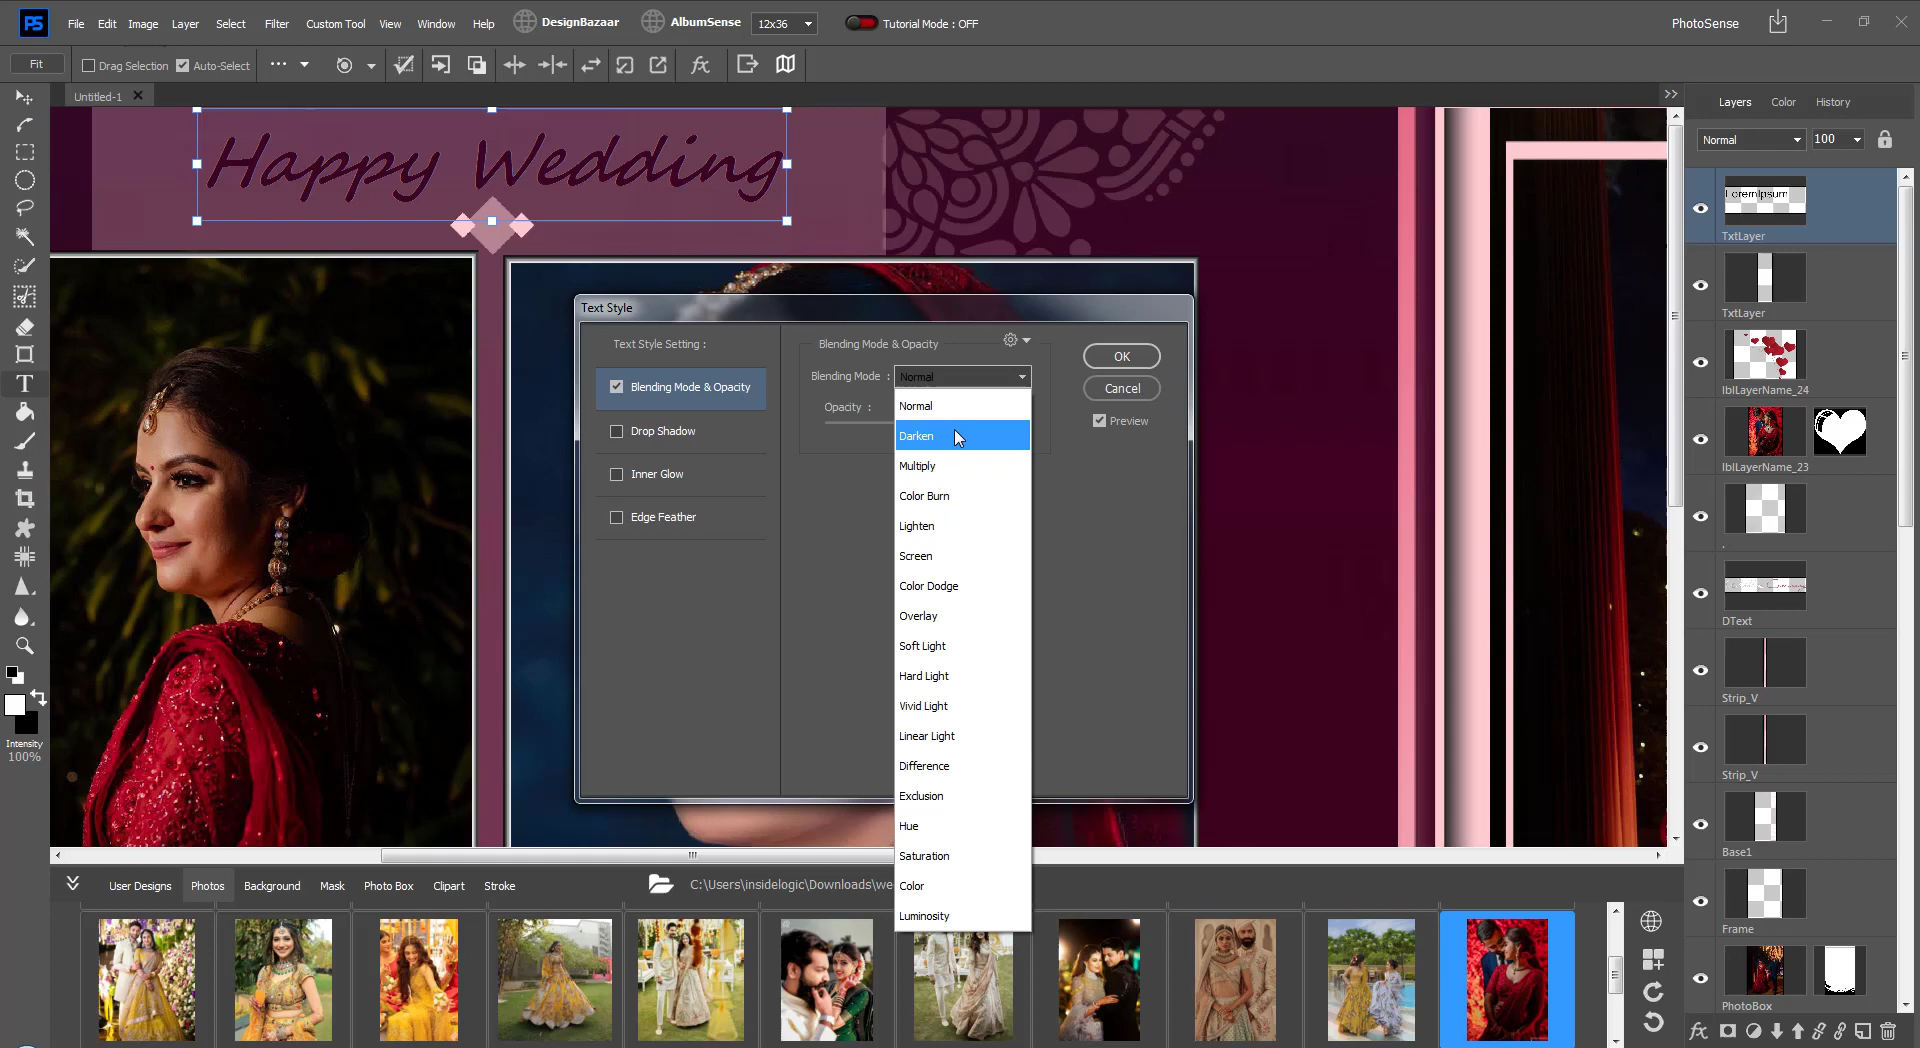 PS File Edit Image Layer Select Filter Custom Tool View Window Help DesignBazaar AlbumSense 12x36 Tutorial Mode : OFF PhotoSense
Fit Drag Selection Auto-Select fx
Untitled-1
Layers Color History
Normal 100
Happy Wedding
LoremIpsum
TxtLayer
TxtLayer
lblLayerName_24
lblLayerName_23
.
DText
Strip_V
Strip_V
Base1
Frame
PhotoBox
T
Intensity
100%
Text Style
Text Style Setting :
Blending Mode & Opacity
Drop Shadow
Inner Glow
Edge Feather
Blending Mode & Opacity
Blending Mode : Normal
Opacity :
Normal
Darken
Multiply
Color Burn
Lighten
Screen
Color Dodge
Overlay
Soft Light
Hard Light
Vivid Light
Linear Light
Difference
Exclusion
Hue
Saturation
Color
Luminosity
OK
Cancel
Preview
User Designs Photos Background Mask Photo Box Clipart Stroke C:\Users\insidelogic\Downloads\we
fx